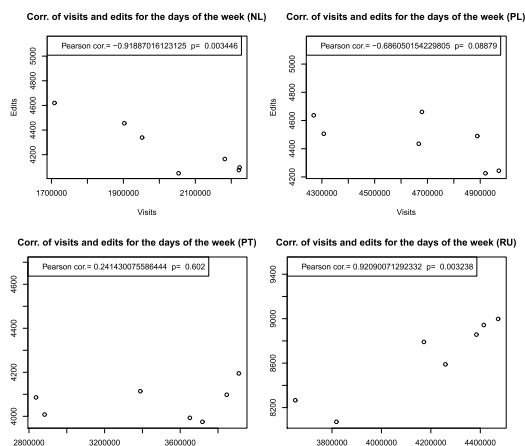 Corr. of visits and edits for the days of the week (NL)
Pearson cor.= −0.91887016123125 p= 0.003446
Edits
5000
4600
4400
4200
1700000
1900000
2100000
Visits
Corr. of visits and edits for the days of the week (PL)
Pearson cor.= −0.686050154229805 p= 0.08879
Edits
5000
4800
4600
4400
4200
4300000
4500000
4700000
4900000
Visits
Corr. of visits and edits for the days of the week (PT)
Pearson cor.= 0.241430075586444 p= 0.602
4600
4400
4200
4000
2800000
3200000
3600000
Corr. of visits and edits for the days of the week (RU)
Pearson cor.= 0.92090071292332 p= 0.003238
9400
9000
8600
8200
3800000
4000000
4200000
4400000